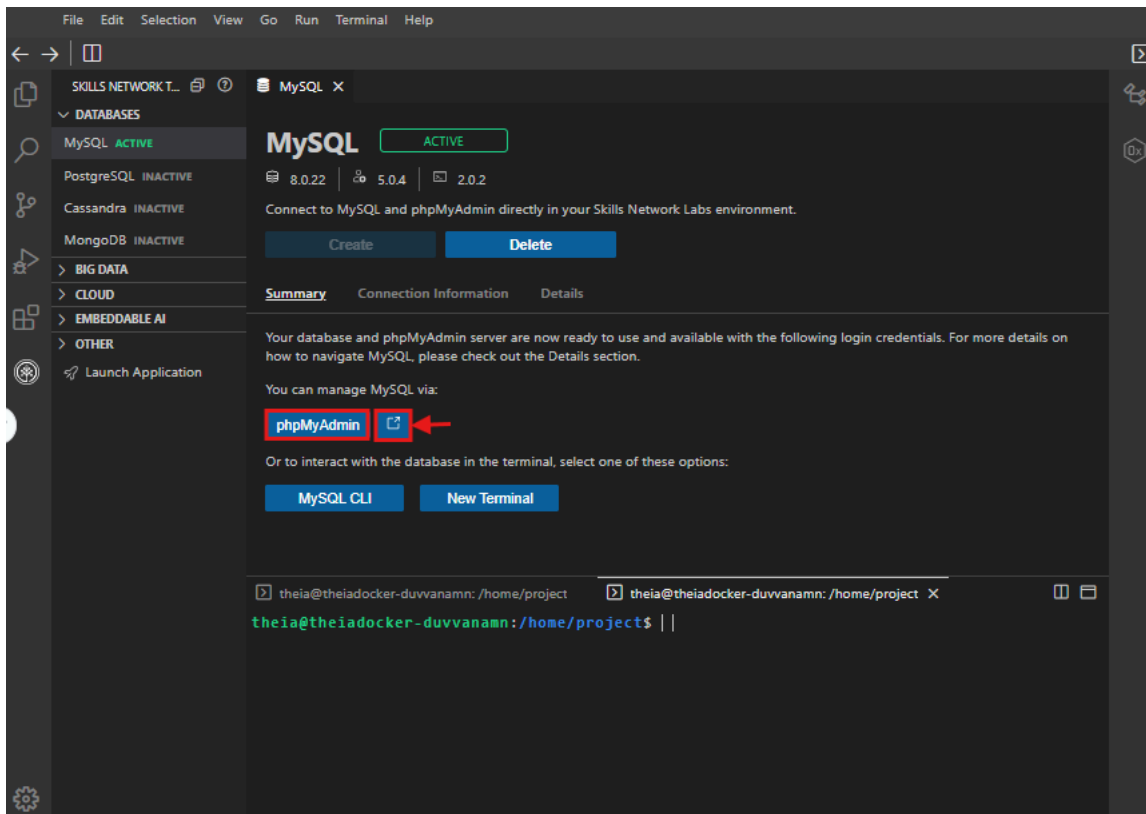 File Edit Selection View Go Run Terminal Help
SKILLS NETWORK T...
MySQL
DATABASES
MySQL ACTIVE
PostgreSQL INACTIVE
Cassandra INACTIVE
MongoDB INACTIVE
BIG DATA
CLOUD
EMBEDDABLE AI
OTHER
Launch Application
MySQL ACTIVE
8.0.22 5.0.4 2.0.2
Connect to MySQL and phpMyAdmin directly in your Skills Network Labs environment.
Create Delete
Summary Connection Information Details
Your database and phpMyAdmin server are now ready to use and available with the following login credentials. For more details on
how to navigate MySQL, please check out the Details section.
You can manage MySQL via:
phpMyAdmin
Or to interact with the database in the terminal, select one of these options:
MySQL CLI New Terminal
theia@theiadocker-duvvanamn: /home/project theia@theiadocker-duvvanamn: /home/project
theia@theiadocker-duvvanamn:/home/project$